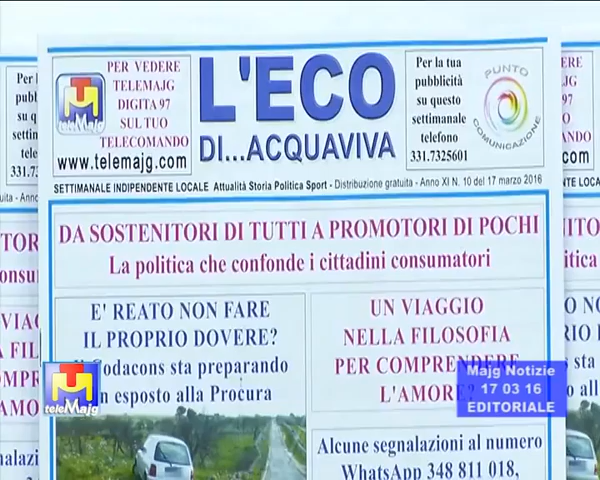 PER VEDERE
TELEMAJG
DIGITA 97
SUL TUO
TELECOMANDO
TM
teleMajg
www.telemajg.com
L'ECO
DI...ACQUAVIVA
Per la tua
pubblicità
su questo
settimanale
telefono
331.7325601
PUNTO
COMUNICAZIONE
SETTIMANALE INDIPENDENTE LOCALE Attualità Storia Politica Sport - Distribuzione gratuita - Anno XI N. 10 del 17 marzo 2016
DA SOSTENITORI DI TUTTI A PROMOTORI DI POCHI
La politica che confonde i cittadini consumatori
E' REATO NON FARE
IL PROPRIO DOVERE?
Codacons sta preparando
esposto alla Procura
UN VIAGGIO
NELLA FILOSOFIA
PER COMPRENDERE
L'AMORE?
Alcune segnalazioni al numero
WhatsApp 348 811 018,
TM
teleMajg
Majg Notizie
17 03 16
EDITORIALE